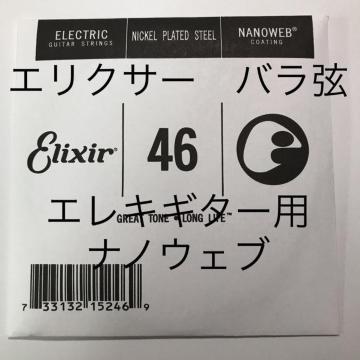 ELECTRIC
GUITAR STRINGS
NICKEL PLATED STEEL
NANOWEB®
COATING
エリクサー　バラ弦
Elixir®
46
エレキギター用
GREAT TONE • LONG LIFE™
ナノウェブ
7 33132 15246 9